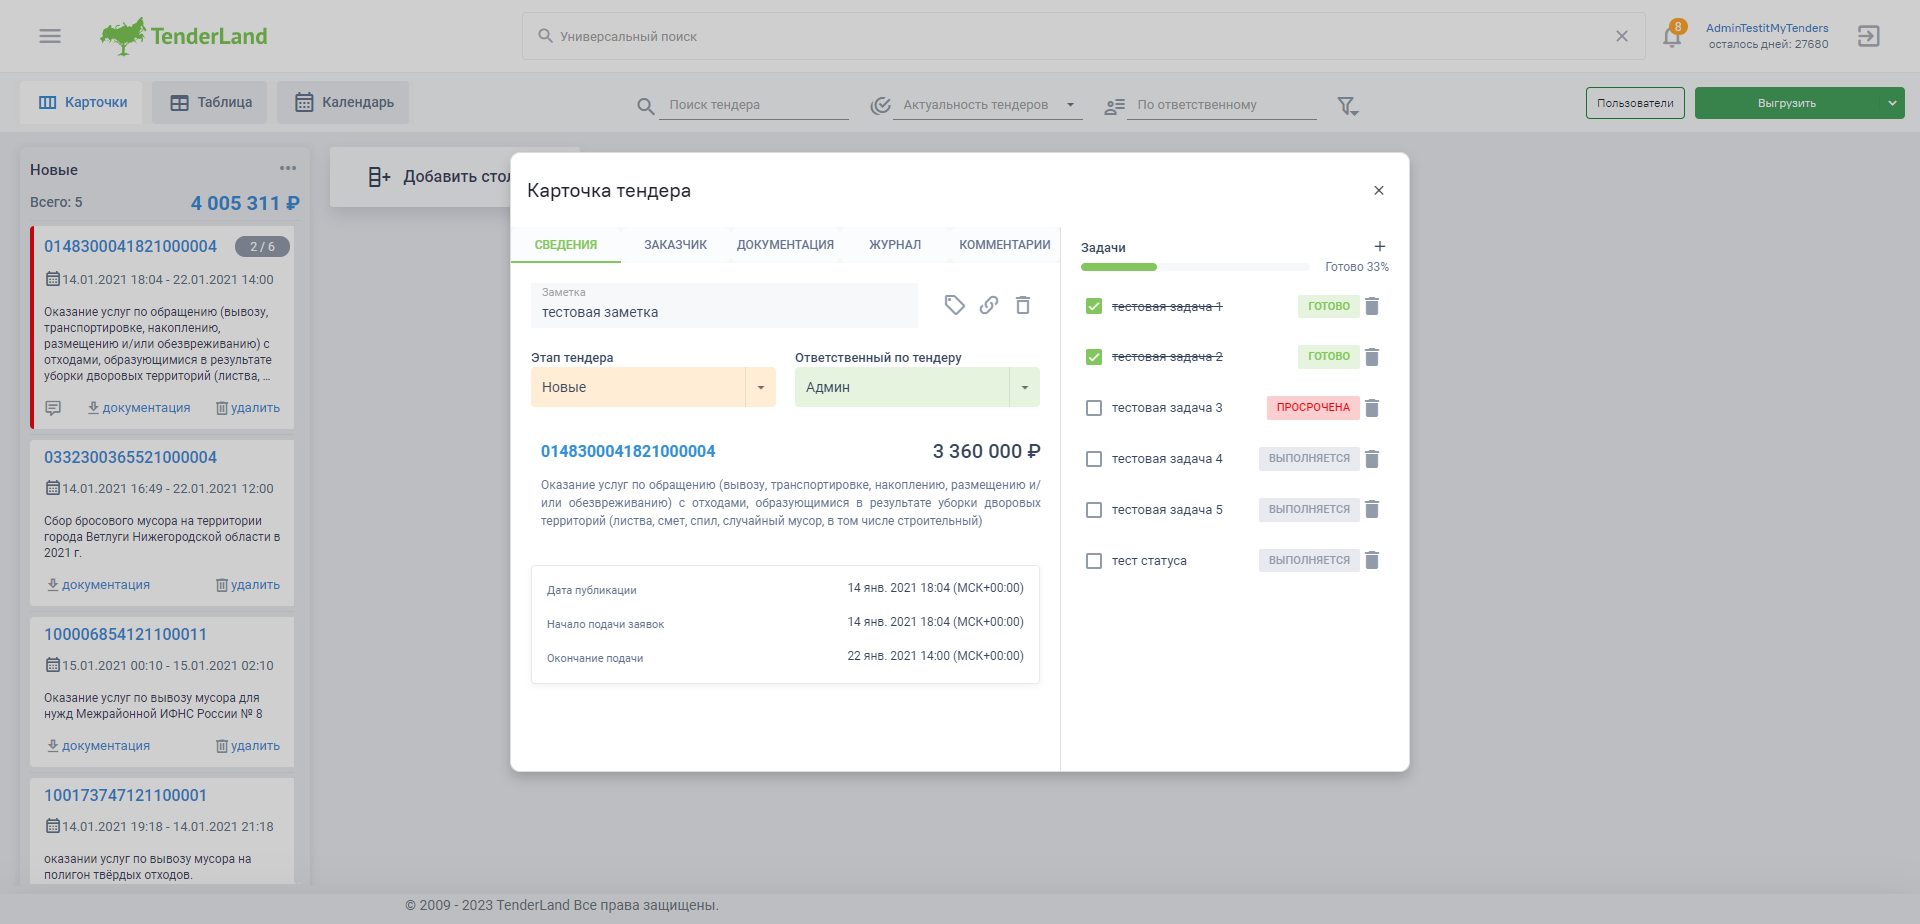 TenderLand
Универсальный поиск
8
AdminTestitMyTenders
осталось дней: 27680
Карточки
Таблица
Календарь
Поиск тендера
Актуальность тендеров
По ответственному
Пользователи
Выгрузить
Новые
Всего: 5
4 005 311 ₽
0148300041821000004
2 / 6
14.01.2021 18:04 - 22.01.2021 14:00
Оказание услуг по обращению (вывозу,
транспортировке, накоплению,
размещению и/или обезвреживанию) с
отходами, образующимися в результате
уборки дворовых территорий (листва, ...
документация
удалить
0332300365521000004
14.01.2021 16:49 - 22.01.2021 12:00
Сбор бросового мусора на территории
города Ветлуги Нижегородской области в
2021 г.
документация
удалить
100006854121100011
15.01.2021 00:10 - 15.01.2021 02:10
Оказание услуг по вывозу мусора для
нужд Межрайонной ИФНС России № 8
документация
удалить
100173747121100001
14.01.2021 19:18 - 14.01.2021 21:18
оказании услуг по вывозу мусора на
полигон твёрдых отходов.
Добавить стол
Карточка тендера
СВЕДЕНИЯ
ЗАКАЗЧИК
ДОКУМЕНТАЦИЯ
ЖУРНАЛ
КОММЕНТАРИИ
Заметка
тестовая заметка
Этап тендера
Ответственный по тендеру
Новые
Админ
0148300041821000004
3 360 000 ₽
Оказание услуг по обращению (вывозу, транспортировке, накоплению, размещению и/
или обезвреживанию) с отходами, образующимися в результате уборки дворовых
территорий (листва, смет, спил, случайный мусор, в том числе строительный)
Дата публикации
14 янв. 2021 18:04 (МСК+00:00)
Начало подачи заявок
14 янв. 2021 18:04 (МСК+00:00)
Окончание подачи
22 янв. 2021 14:00 (МСК+00:00)
Задачи
Готово 33%
тестовая задача 1
ГОТОВО
тестовая задача 2
ГОТОВО
тестовая задача 3
ПРОСРОЧЕНА
тестовая задача 4
ВЫПОЛНЯЕТСЯ
тестовая задача 5
ВЫПОЛНЯЕТСЯ
тест статуса
ВЫПОЛНЯЕТСЯ
© 2009 - 2023 TenderLand Все права защищены.